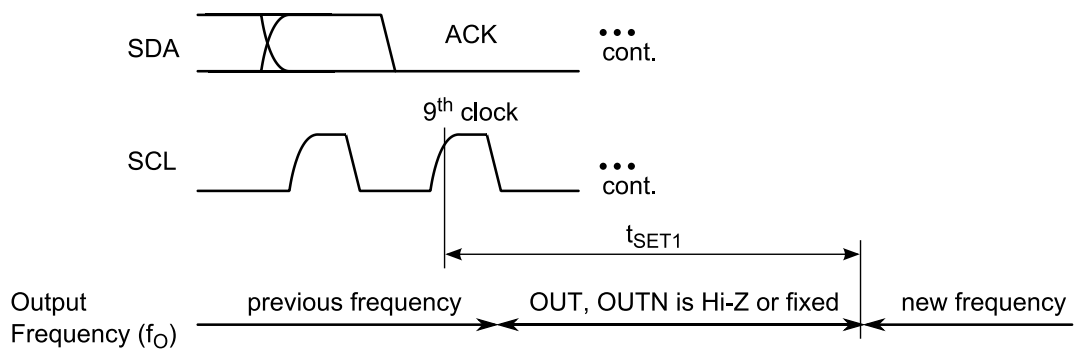 SDA
ACK
•••
cont.
9th clock
SCL
•••
cont.
tSET1
Output
Frequency (fO)
previous frequency
OUT, OUTN is Hi-Z or fixed
new frequency